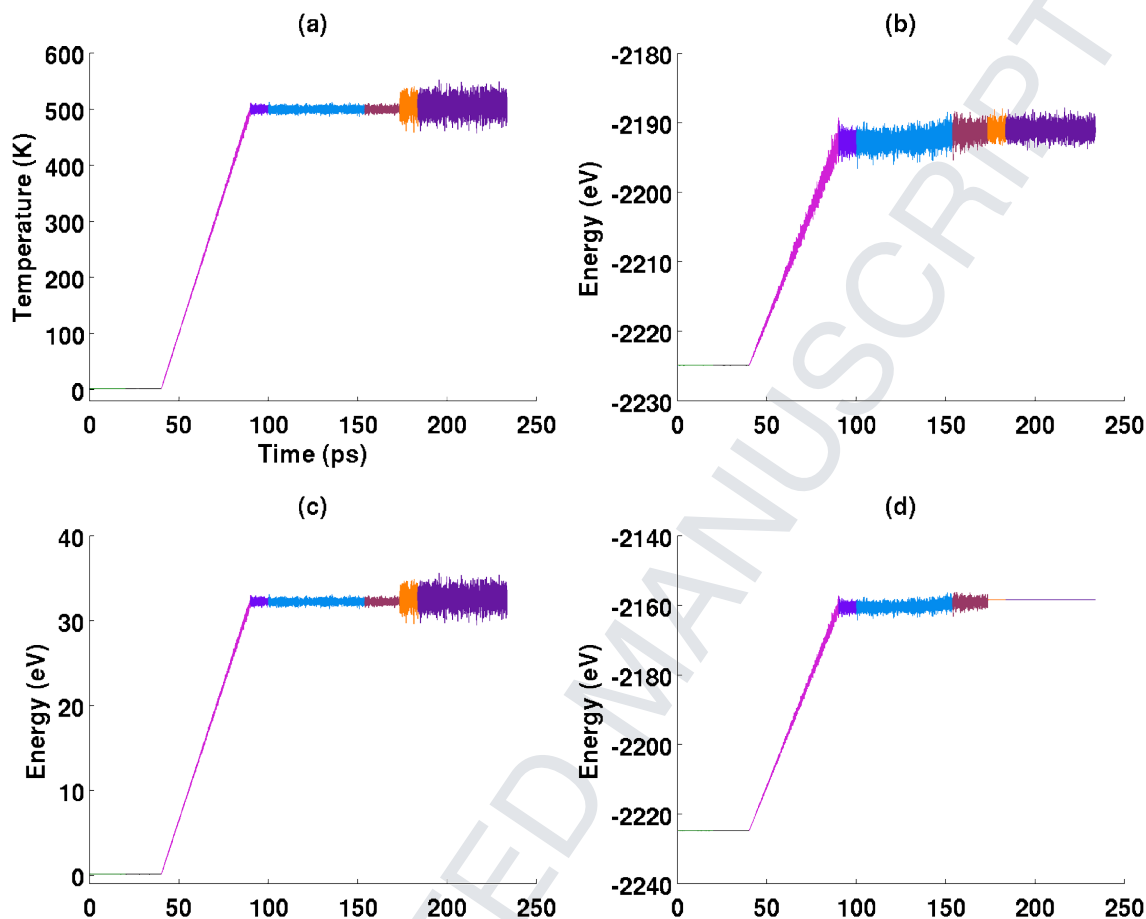 (a)
600
500
400
300
200
100
0
Temperature (K)
0 50 100 150 200 250
Time (ps)
(b)
-2180
-2190
-2200
-2210
-2220
-2230
Energy (eV)
0 50 100 150 200 250
(c)
40
30
20
10
0
Energy (eV)
0 50 100 150 200 250
(d)
-2140
-2160
-2180
-2200
-2220
-2240
Energy (eV)
0 50 100 150 200 250
TED MANUSCRIPT